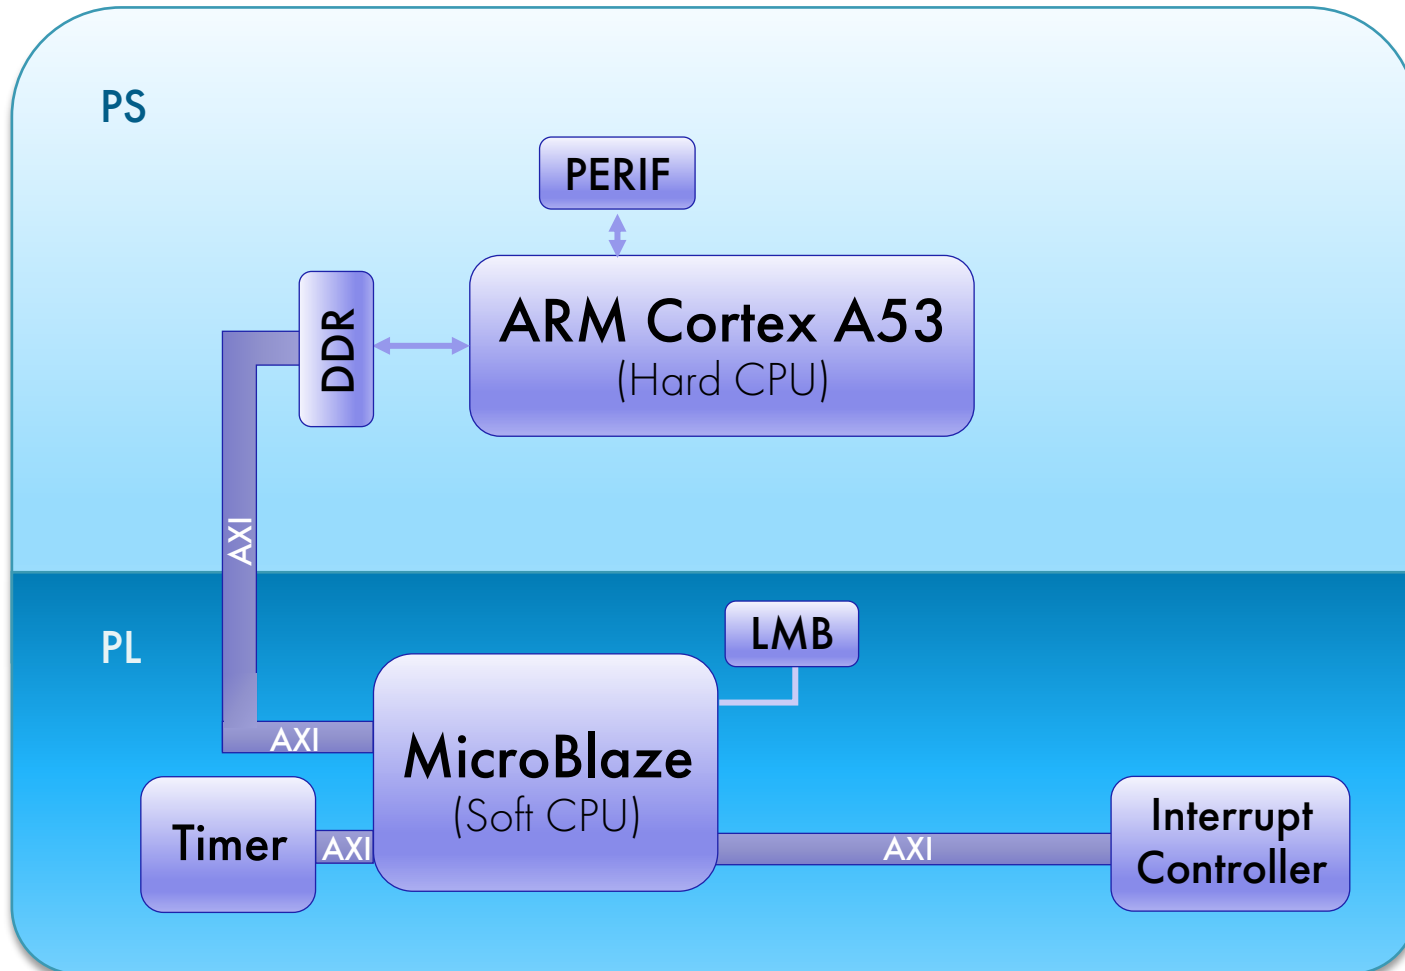 PS
PERIF
ARM Cortex A53
(Hard CPU)
DDR
AXI
PL
LMB
AXI
MicroBlaze
(Soft CPU)
Timer
AXI
AXI
Interrupt
Controller